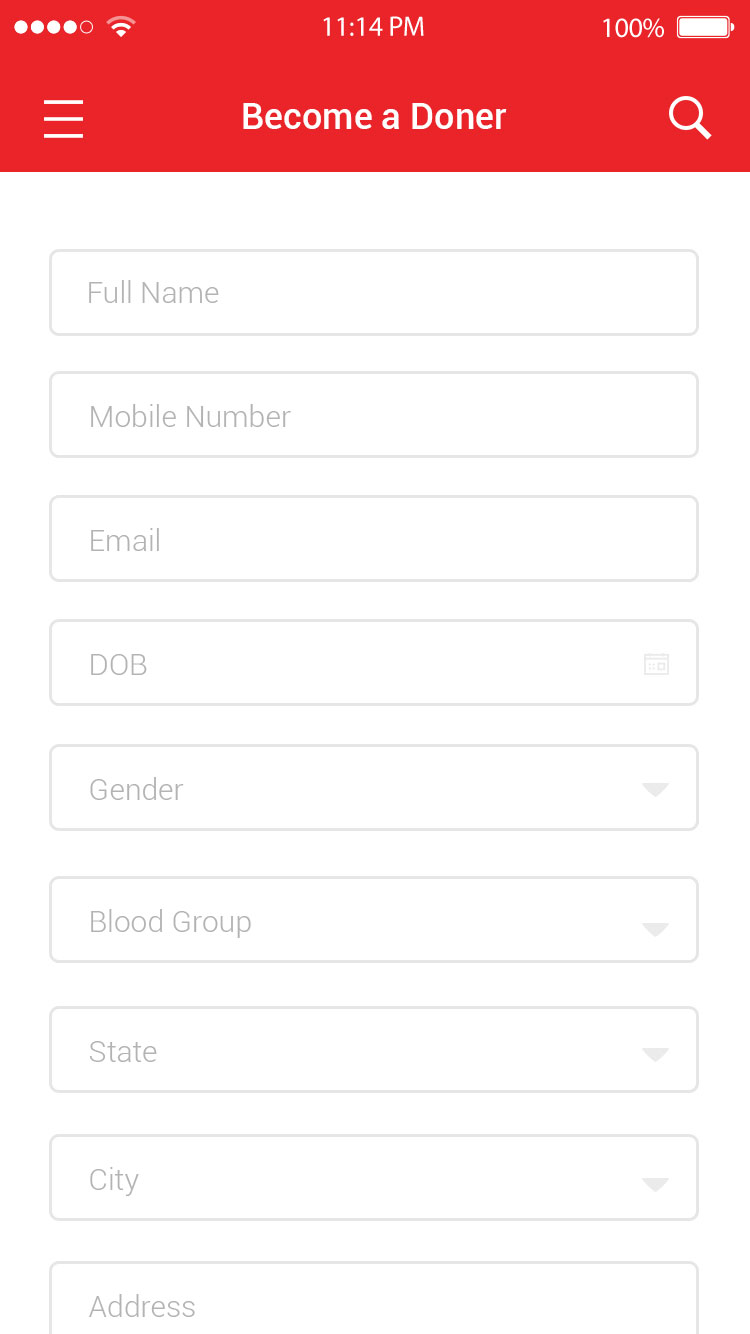 11:14 PM 100%
Become a Doner
Full Name
Mobile Number
Email
DOB
Gender
Blood Group
State
City
Address